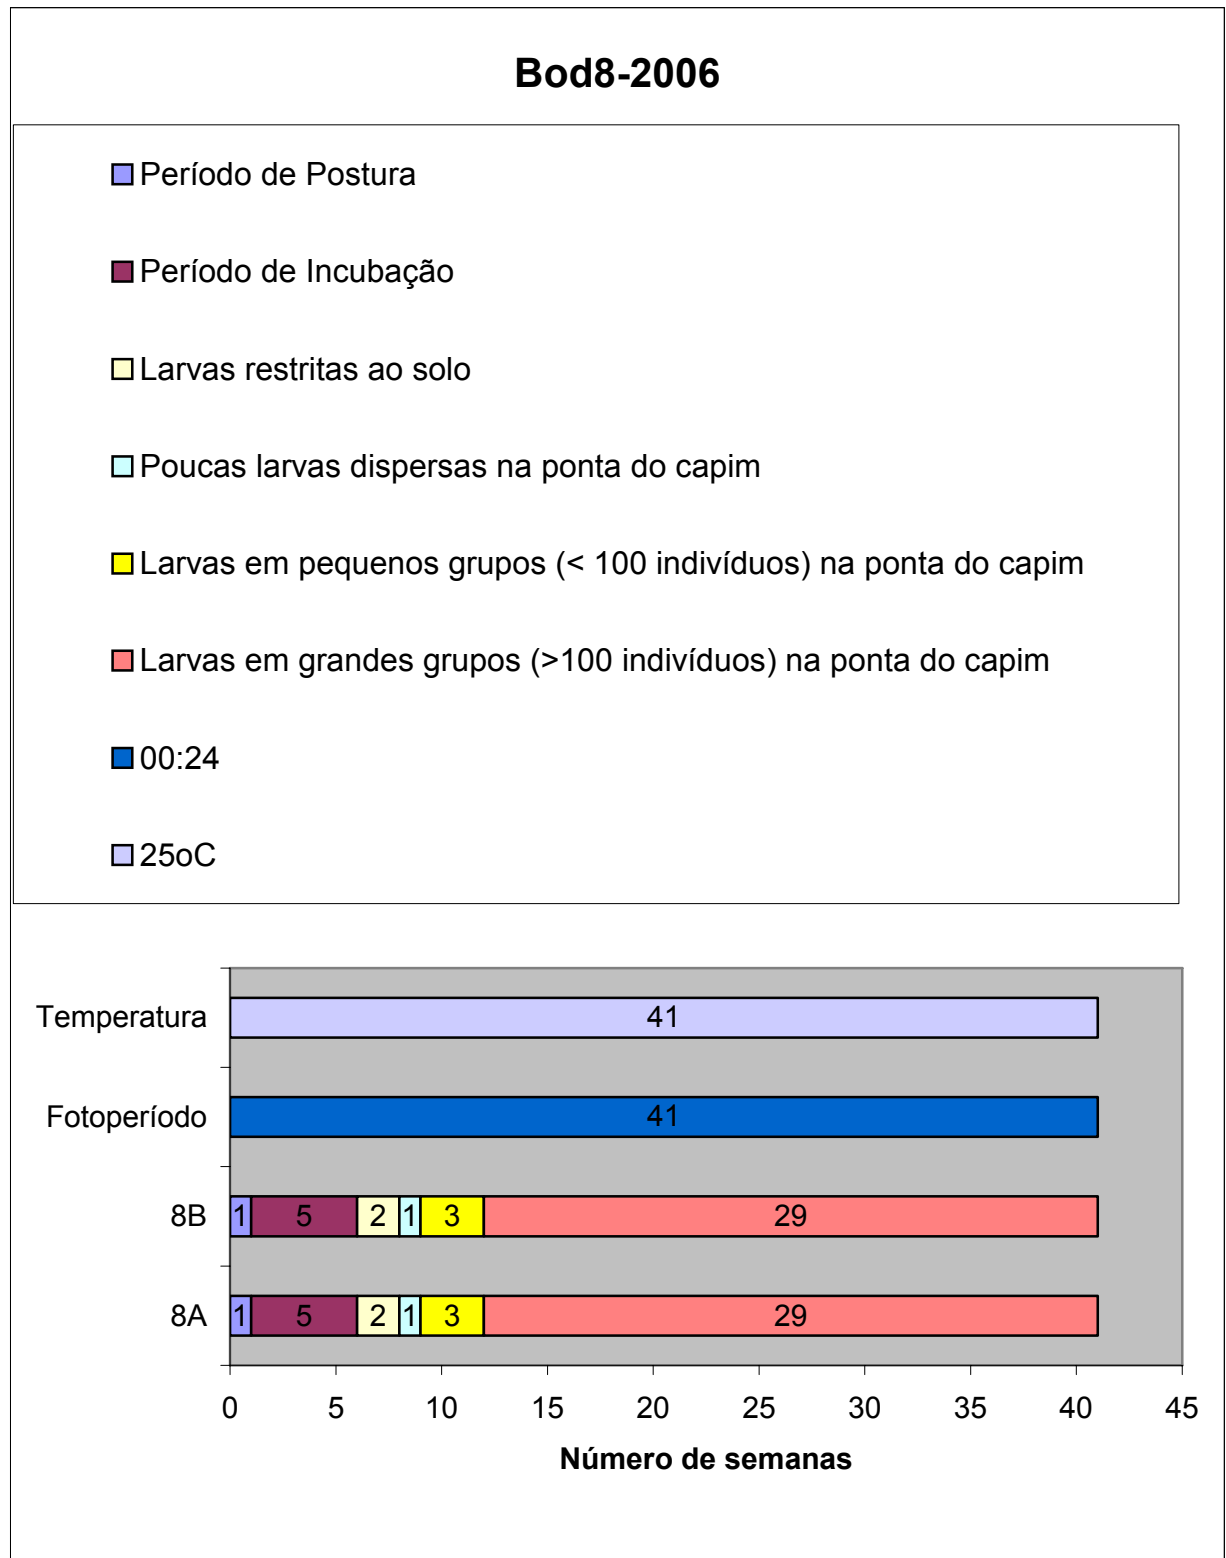 Bod8-2006
Período de Postura
Período de Incubação
Larvas restritas ao solo
Poucas larvas dispersas na ponta do capim
Larvas em pequenos grupos (< 100 indivíduos) na ponta do capim
Larvas em grandes grupos (>100 indivíduos) na ponta do capim
00:24
25oC
Temperatura 41
Fotoperíodo 41
8B 1 5 2 1 3 29
8A 1 5 2 1 3 29
0 5 10 15 20 25 30 35 40 45
Número de semanas